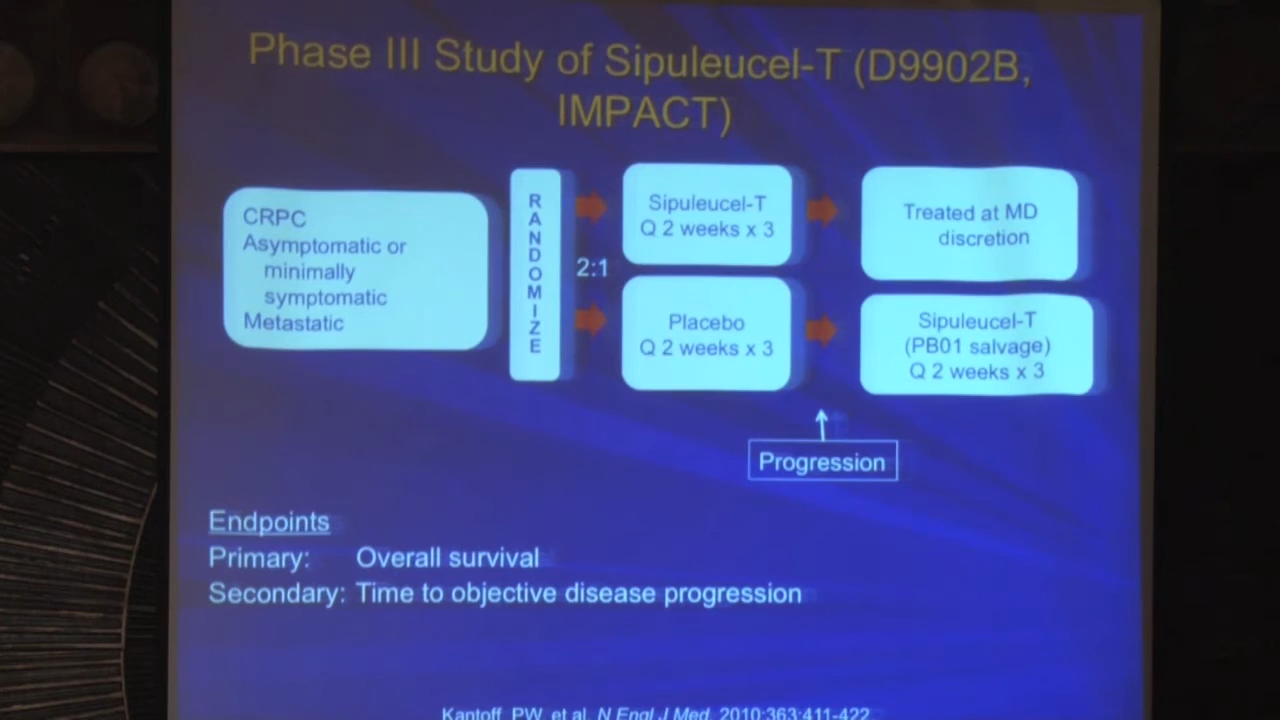 Phase III Study of Sipuleucel-T (D9902B,
IMPACT)
CRPC
Asymptomatic or
minimally
symptomatic
Metastatic
RANDOMIZE
2:1
Sipuleucel-T
Q 2 weeks x 3
Placebo
Q 2 weeks x 3
Treated at MD
discretion
Sipuleucel-T
(PB01 salvage)
Q 2 weeks x 3
Progression
Endpoints
Primary: Overall survival
Secondary: Time to objective disease progression
Kantoff, PW, et al. N Engl J Med. 2010;363:411-422